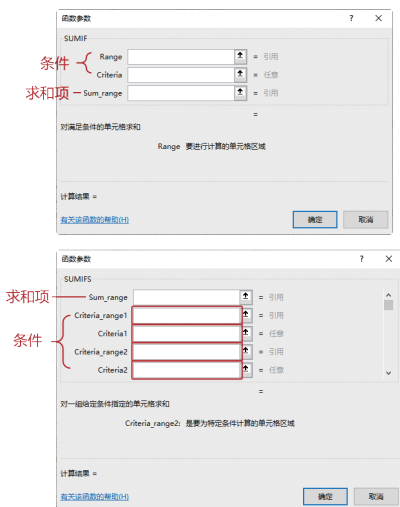 函数参数 ? ×
SUMIF
条件
Range = 引用
Criteria = 任意
求和项 Sum_range = 引用
=
对满足条件的单元格求和
Range 要进行计算的单元格区域
计算结果 =
有关该函数的帮助(H) 确定 取消
函数参数 ? ×
SUMIFS
求和项 Sum_range = 引用
条件
Criteria_range1 = 引用
Criteria1 = 任意
Criteria_range2 = 引用
Criteria2 = 任意
=
对一组给定条件指定的单元格求和
Criteria_range2: 是要为特定条件计算的单元格区域
计算结果 =
有关该函数的帮助(H) 确定 取消